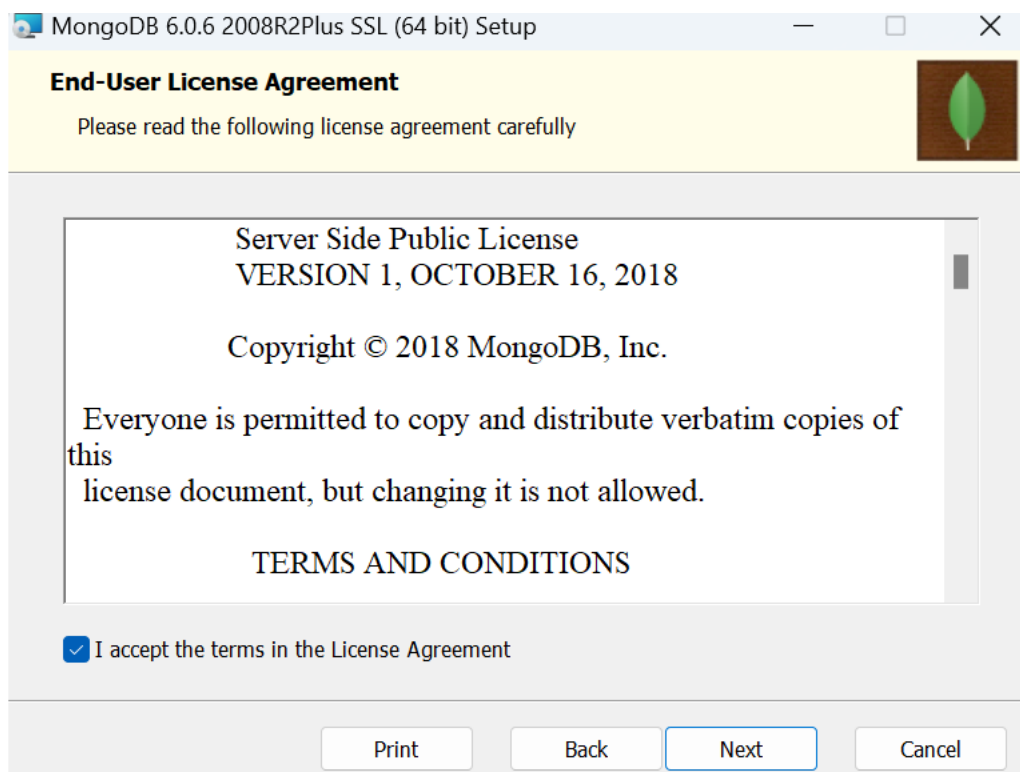 MongoDB 6.0.6 2008R2Plus SSL (64 bit) Setup
End-User License Agreement
Please read the following license agreement carefully
Server Side Public License
VERSION 1, OCTOBER 16, 2018
Copyright © 2018 MongoDB, Inc.
Everyone is permitted to copy and distribute verbatim copies of
this
license document, but changing it is not allowed.
TERMS AND CONDITIONS
I accept the terms in the License Agreement
Print Back Next Cancel